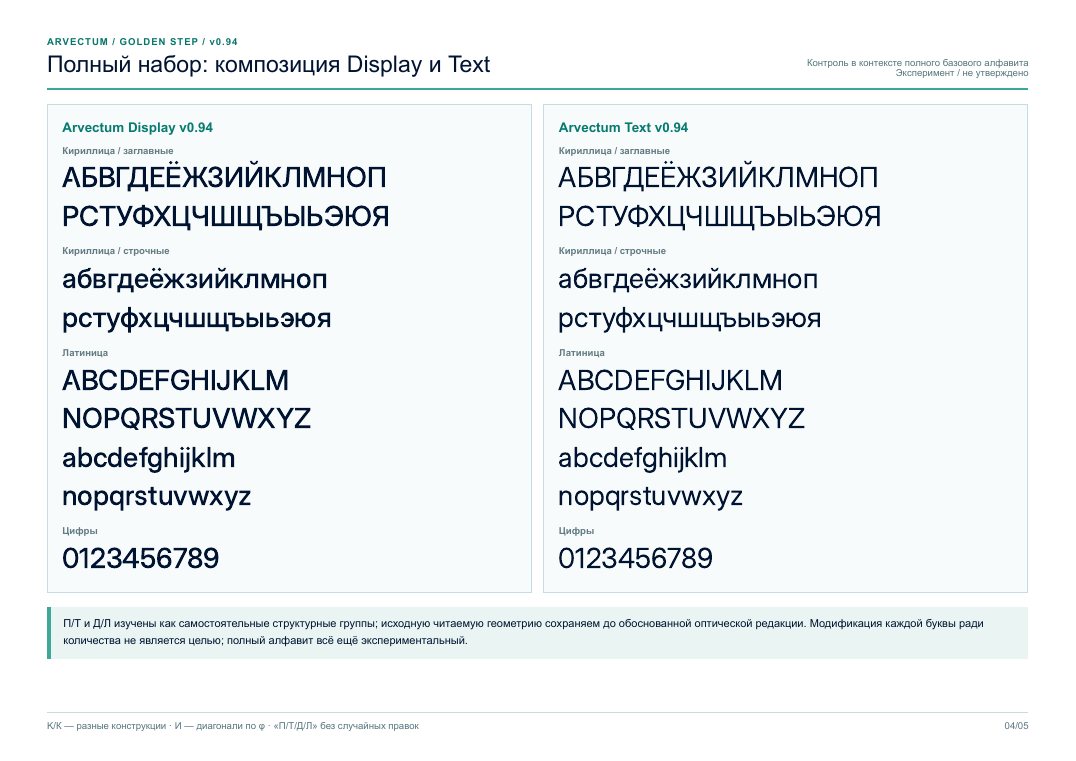 ARVECTUM / GOLDEN STEP / v0.94
Полный набор: композиция Display и Text
Контроль в контексте полного базового алфавита
Эксперимент / не утверждено
Arvectum Display v0.94
Кириллица / заглавные
АБВГДЕЁЖЗИЙКЛМНОП
РСТУФХЦЧШЩЪЫЬЭЮЯ
Кириллица / строчные
абвгдеёжзийклмноп
рстуфхцчшщъыьэюя
Латиница
ABCDEFGHIJKLM
NOPQRSTUVWXYZ
abcdefghijklm
nopqrstuvwxyz
Цифры
0123456789
Arvectum Text v0.94
Кириллица / заглавные
АБВГДЕЁЖЗИЙКЛМНОП
РСТУФХЦЧШЩЪЫЬЭЮЯ
Кириллица / строчные
абвгдеёжзийклмноп
рстуфхцчшщъыьэюя
Латиница
ABCDEFGHIJKLM
NOPQRSTUVWXYZ
abcdefghijklm
nopqrstuvwxyz
Цифры
0123456789
П/Т и Д/Л изучены как самостоятельные структурные группы; исходную читаемую геометрию сохраняем до обоснованной оптической редакции. Модификация каждой буквы ради
количества не является целью; полный алфавит всё ещё экспериментальный.
K/К — разные конструкции · И — диагонали по φ · «П/Т/Д/Л» без случайных правок
04/05